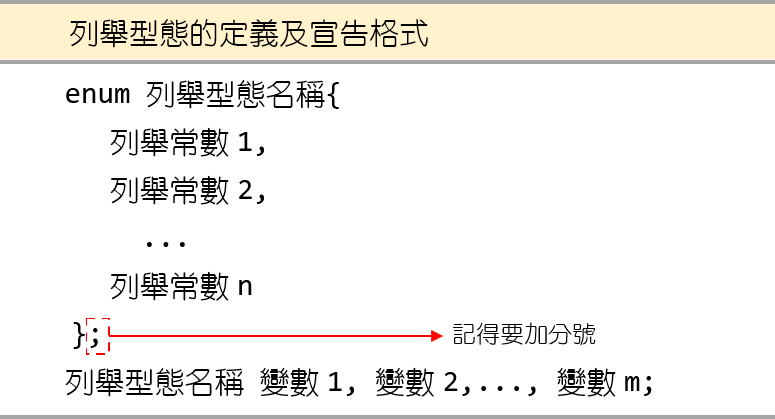 列舉型態的定義及宣告格式
enum 列舉型態名稱{
列舉常數 1,
列舉常數 2,
...
列舉常數 n
}; 記得要加分號
列舉型態名稱 變數 1, 變數 2,..., 變數 m;